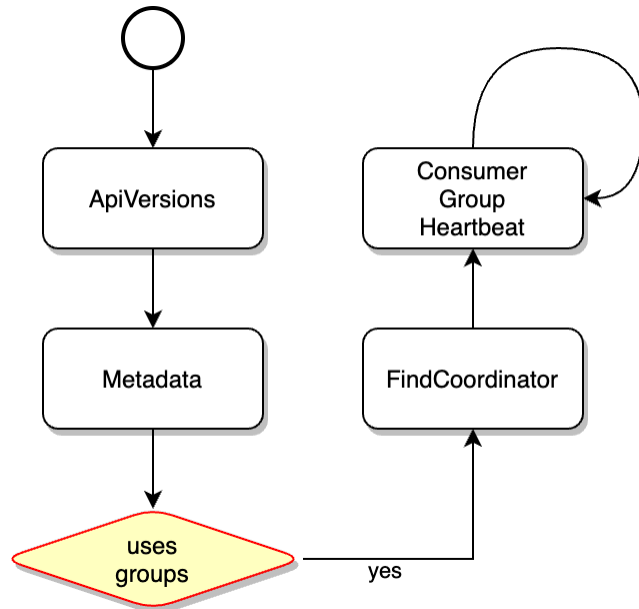 ApiVersions
Metadata
uses
groups
yes
FindCoordinator
Consumer
Group
Heartbeat